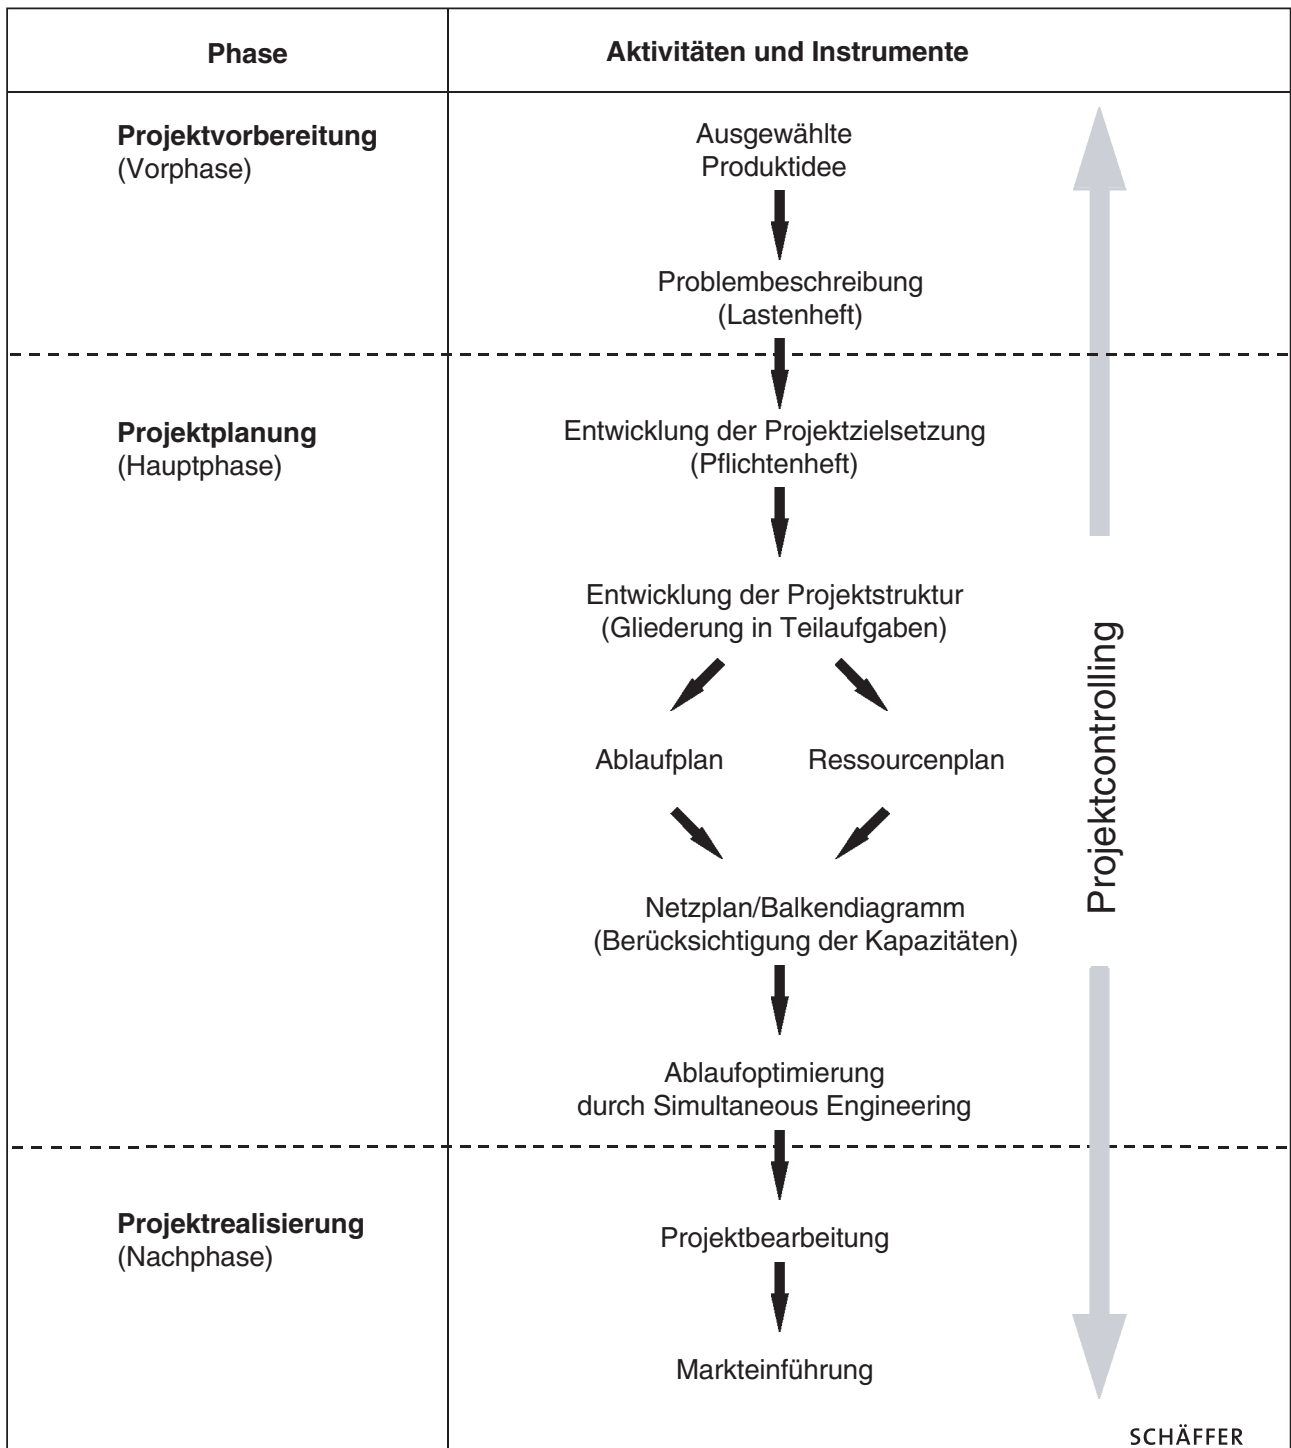 Phase
Aktivitäten und Instrumente
Projektvorbereitung
(Vorphase)
Ausgewählte
Produktidee
Problembeschreibung
(Lastenheft)
Projektplanung
(Hauptphase)
Entwicklung der Projektzielsetzung
(Pflichtenheft)
Entwicklung der Projektstruktur
(Gliederung in Teilaufgaben)
Ablaufplan
Ressourcenplan
Netzplan/Balkendiagramm
(Berücksichtigung der Kapazitäten)
Ablaufoptimierung
durch Simultaneous Engineering
Projektrealisierung
(Nachphase)
Projektbearbeitung
Markteinführung
Projektcontrolling
SCHÄFFER